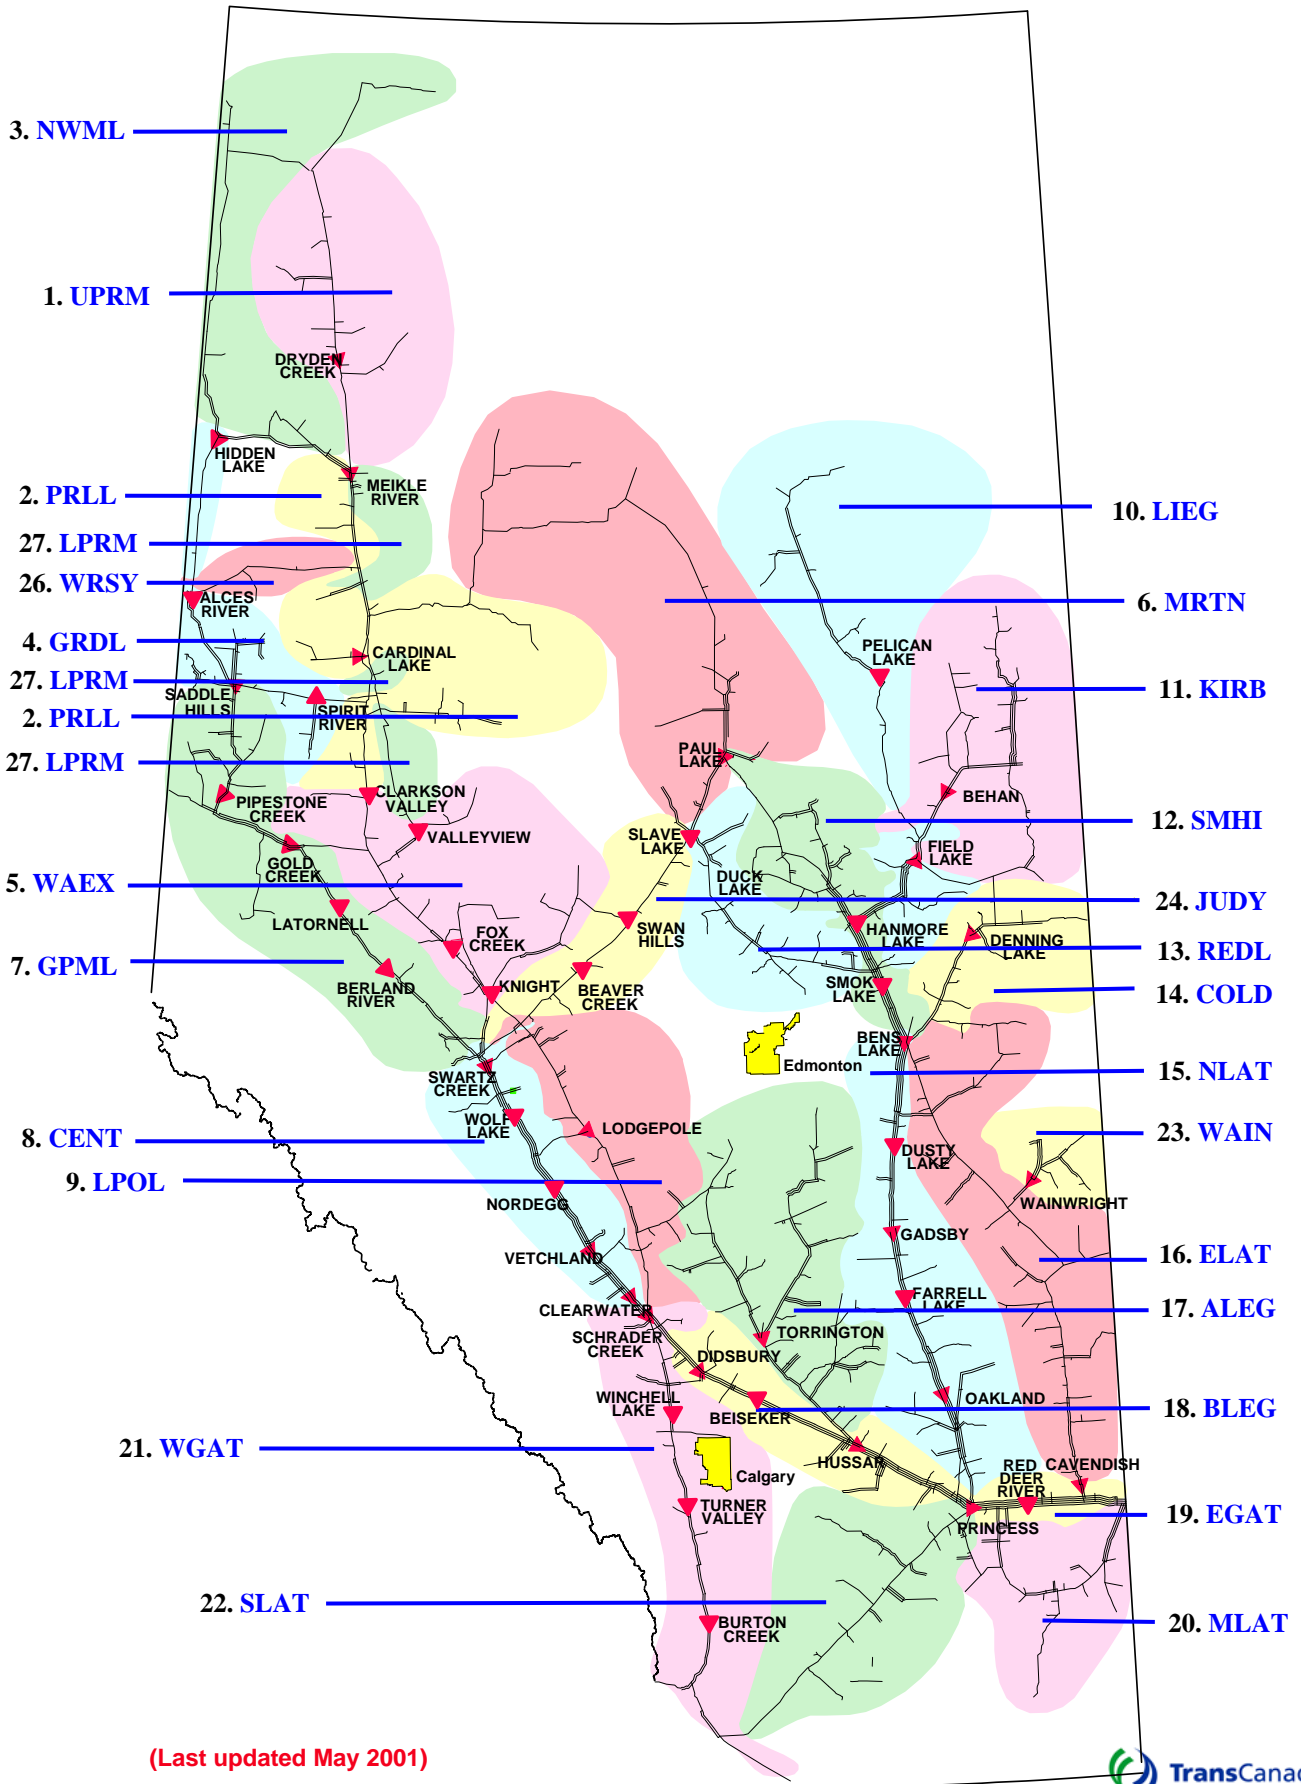 3. NWML
1. UPRM
DRYDEN
CREEK
HIDDEN
LAKE
MEIKLE
RIVER
2. PRLL
27. LPRM
26. WRSY
ALCES
RIVER
4. GRDL
CARDINAL
LAKE
27. LPRM
SADDLE
HILLS
SPIRIT
RIVER
2. PRLL
27. LPRM
PIPESTONE
CREEK
CLARKSON
VALLEY
VALLEYVIEW
GOLD
CREEK
5. WAEX
LATORNELL
FOX
CREEK
7. GPML
BERLAND
RIVER
KNIGHT
10. LIEG
6. MRTN
PELICAN
LAKE
11. KIRB
PAUL
LAKE
BEHAN
12. SMHI
SLAVE
LAKE
DUCK
LAKE
FIELD
LAKE
24. JUDY
SWAN
HILLS
HANMORE
LAKE
DENNING
LAKE
13. REDL
BEAVER
CREEK
SMOKY
LAKE
14. COLD
BENS
LAKE
Edmonton
15. NLAT
SWARTZ
CREEK
WOLF
LAKE
LODGEPOLE
8. CENT
DUSTY
LAKE
23. WAIN
9. LPOL
NORDEGG
WAINWRIGHT
GADSBY
VETCHLAND
16. ELAT
FARRELL
LAKE
CLEARWATER
17. ALEG
SCHRADER
CREEK
TORRINGTON
DIDSBURY
WINCHELL
LAKE
OAKLAND
BEISEKER
18. BLEG
21. WGAT
HUSSAR
RED
DEER
RIVER
CAVENDISH
Calgary
TURNER
VALLEY
PRINCESS
19. EGAT
22. SLAT
BURTON
CREEK
20. MLAT
(Last updated May 2001)
TransCanad